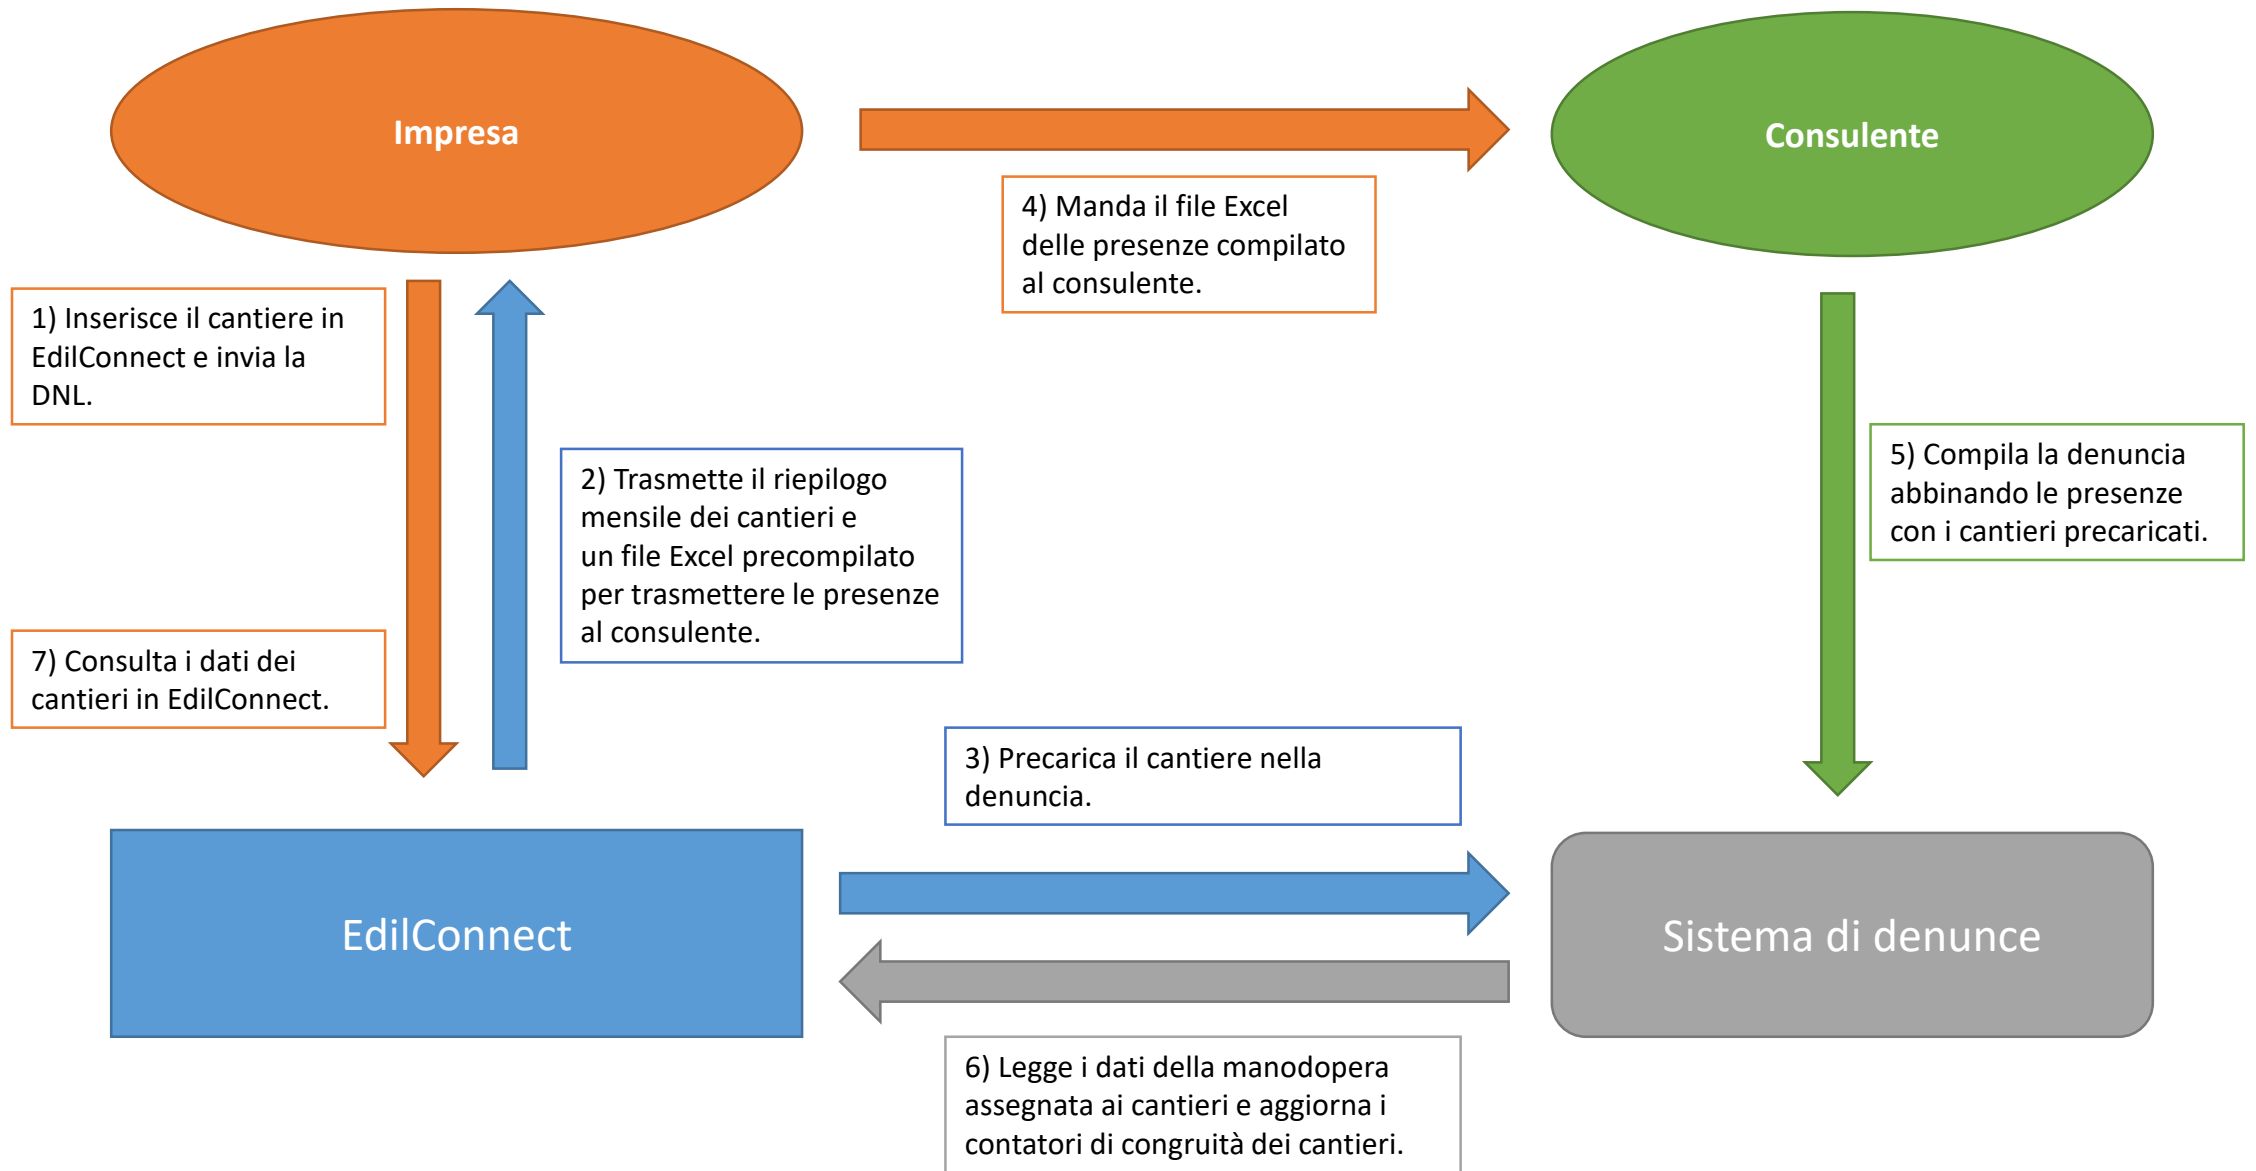 Impresa
Consulente
4) Manda il file Excel
delle presenze compilato
al consulente.
1) Inserisce il cantiere in
EdilConnect e invia la
DNL.
2) Trasmette il riepilogo
mensile dei cantieri e
un file Excel precompilato
per trasmettere le presenze
al consulente.
5) Compila la denuncia
abbinando le presenze
con i cantieri precaricati.
7) Consulta i dati dei
cantieri in EdilConnect.
3) Precarica il cantiere nella
denuncia.
EdilConnect
Sistema di denunce
6) Legge i dati della manodopera
assegnata ai cantieri e aggiorna i
contatori di congruità dei cantieri.